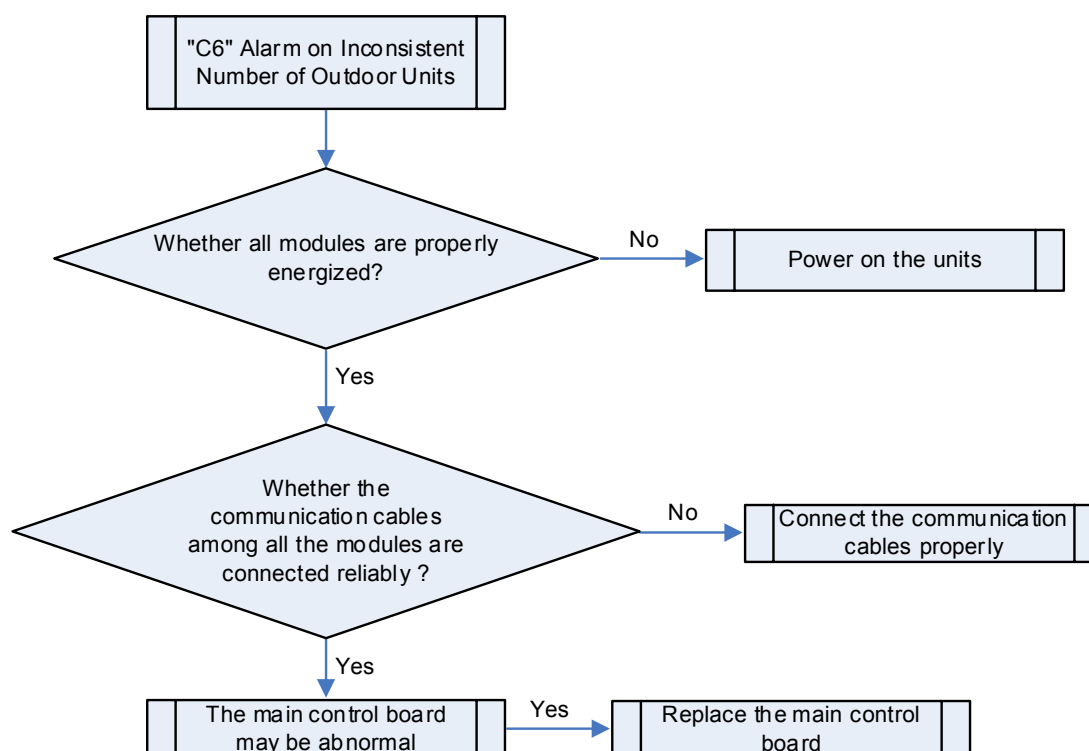 "C6" Alarm on Inconsistent
Number of Outdoor Units
Whether all modules are properly
energized?
No
Power on the units
Yes
Whether the
communication cables
among all the modules are
connected reliably ?
No
Connect the communication
cables properly
Yes
The main control board
may be abnormal
Yes
Replace the main control
board